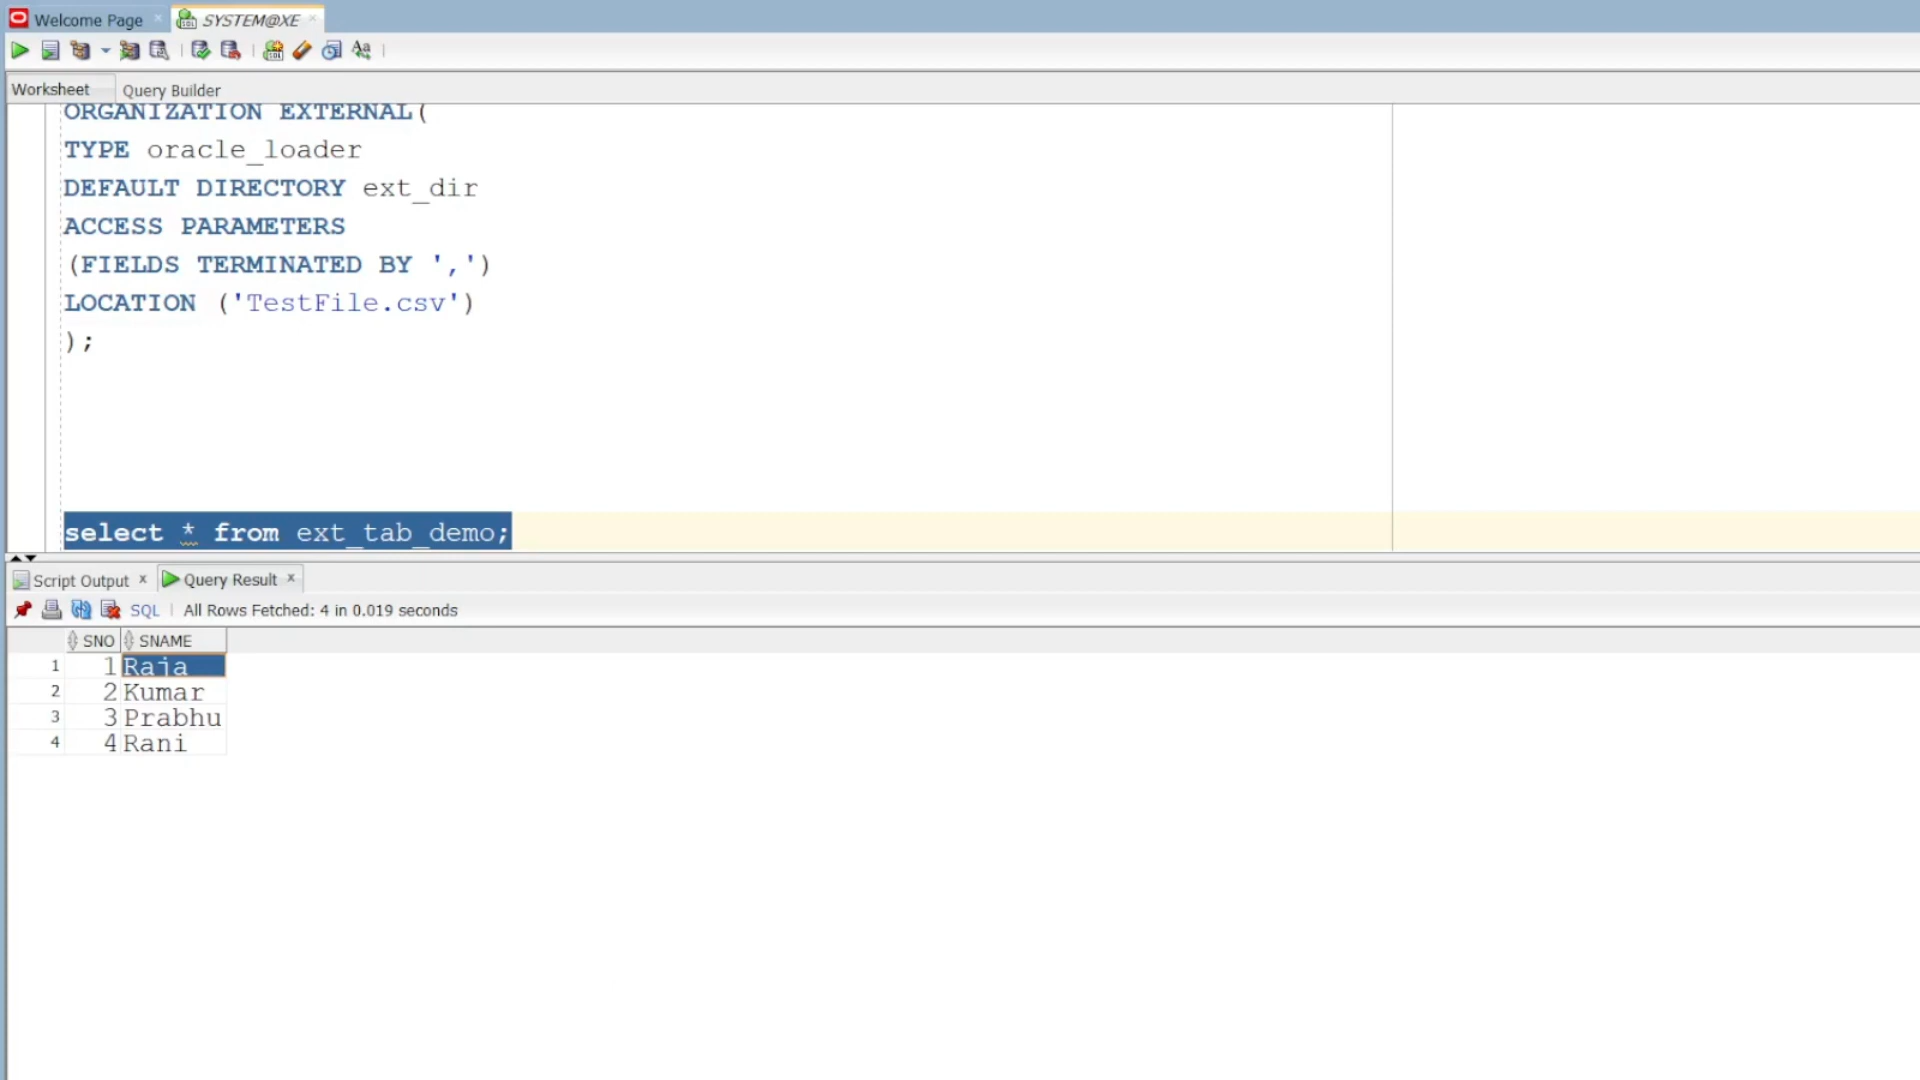 Welcome Page SYSTEM@XE
Worksheet Query Builder
ORGANIZATION EXTERNAL(
TYPE oracle_loader
DEFAULT DIRECTORY ext_dir
ACCESS PARAMETERS
(FIELDS TERMINATED BY ',')
LOCATION ('TestFile.csv')
);
select * from ext_tab_demo;
Script Output Query Result
SQL All Rows Fetched: 4 in 0.019 seconds
SNO SNAME
1 1 Raja
2 2 Kumar
3 3 Prabhu
4 4 Rani